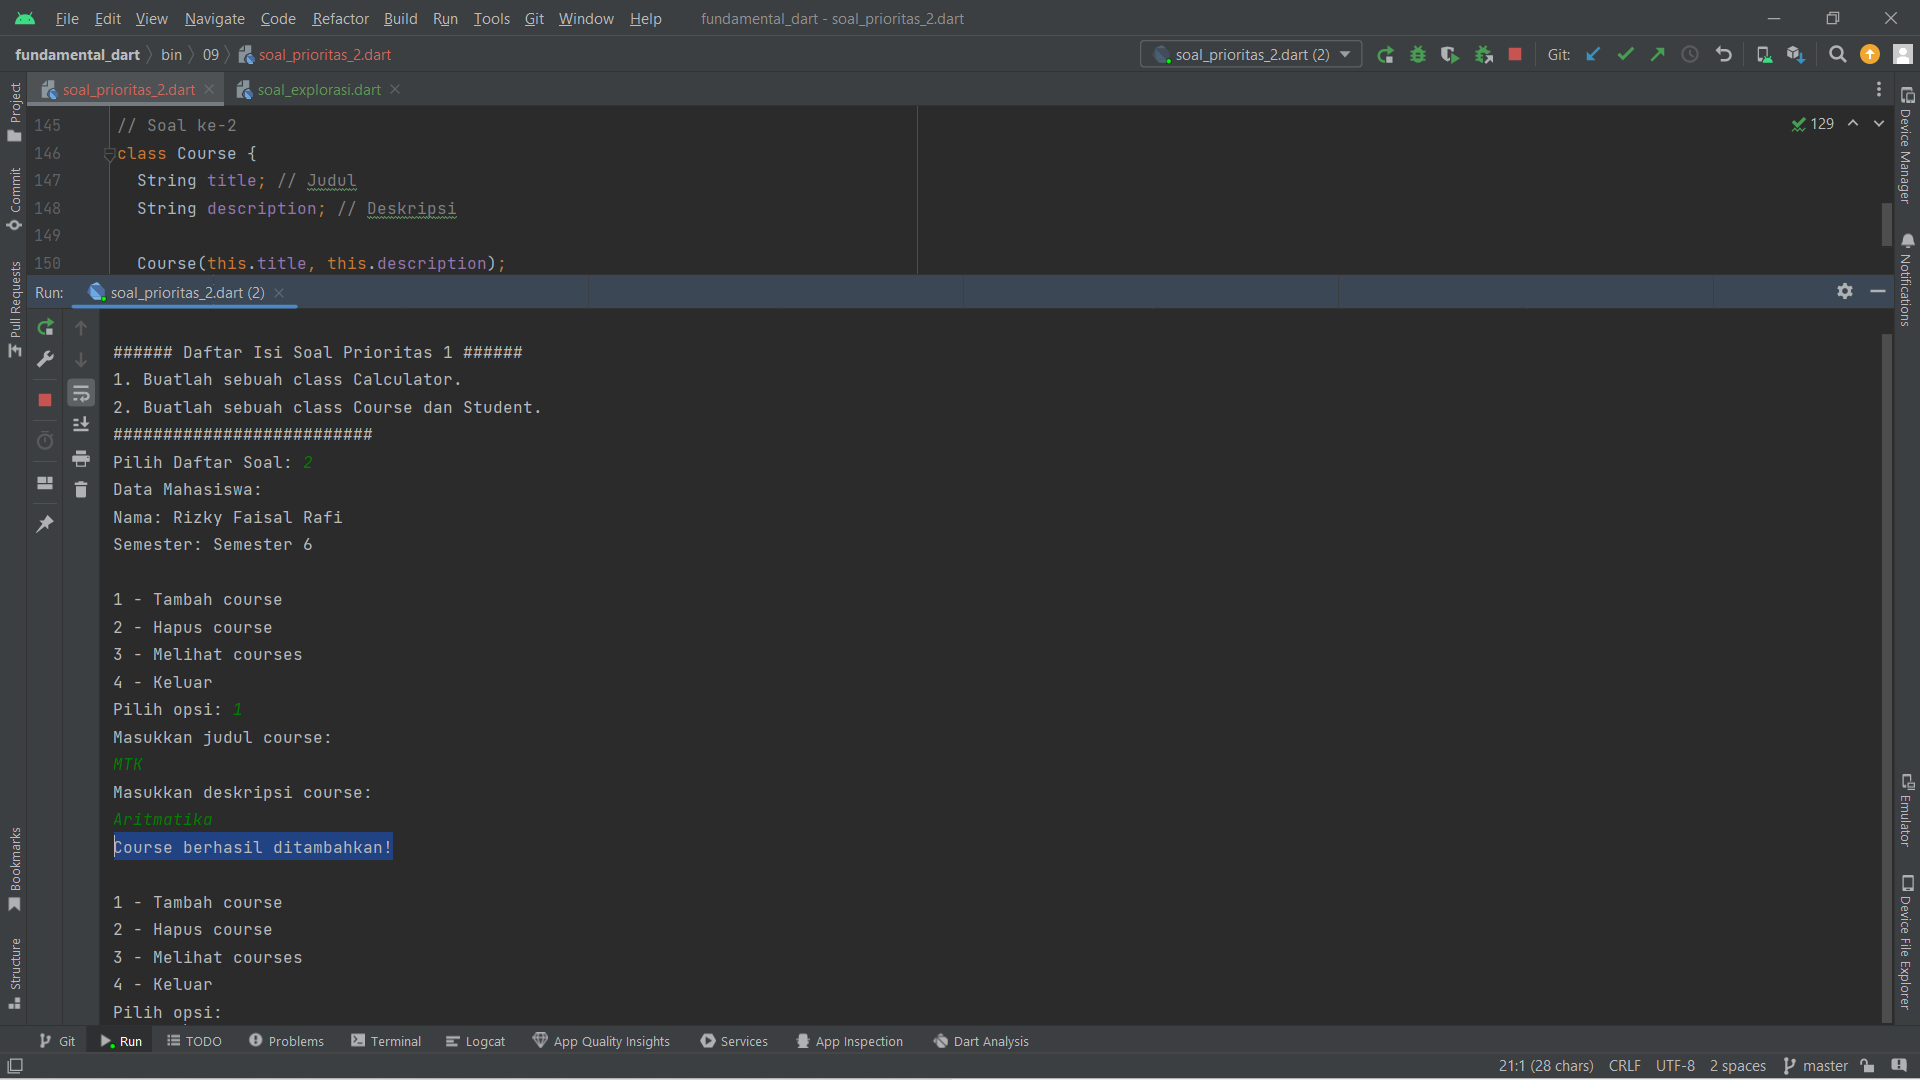 File Edit View Navigate Code Refactor Build Run Tools Git Window Help fundamental_dart - soal_prioritas_2.dart
fundamental_dart bin 09 soal_prioritas_2.dart soal_prioritas_2.dart (2) Git:
soal_prioritas_2.dart soal_explorasi.dart
145 // Soal ke-2
129
146 class Course {
147 String title; // Judul
148 String description; // Deskripsi
149
150 Course(this.title, this.description);
Run: soal_prioritas_2.dart (2)
###### Daftar Isi Soal Prioritas 1 ######
1. Buatlah sebuah class Calculator.
2. Buatlah sebuah class Course dan Student.
##########################
Pilih Daftar Soal: 2
Data Mahasiswa:
Nama: Rizky Faisal Rafi
Semester: Semester 6
1 - Tambah course
2 - Hapus course
3 - Melihat courses
4 - Keluar
Pilih opsi: 1
Masukkan judul course:
MTK
Masukkan deskripsi course:
Aritmatika
Course berhasil ditambahkan!
1 - Tambah course
2 - Hapus course
3 - Melihat courses
4 - Keluar
Pilih opsi:
Project
Commit
Pull Requests
Bookmarks
Structure
Device Manager
Notifications
Emulator
Device File Explorer
Git Run TODO Problems Terminal Logcat App Quality Insights Services App Inspection Dart Analysis
21:1 (28 chars) CRLF UTF-8 2 spaces master